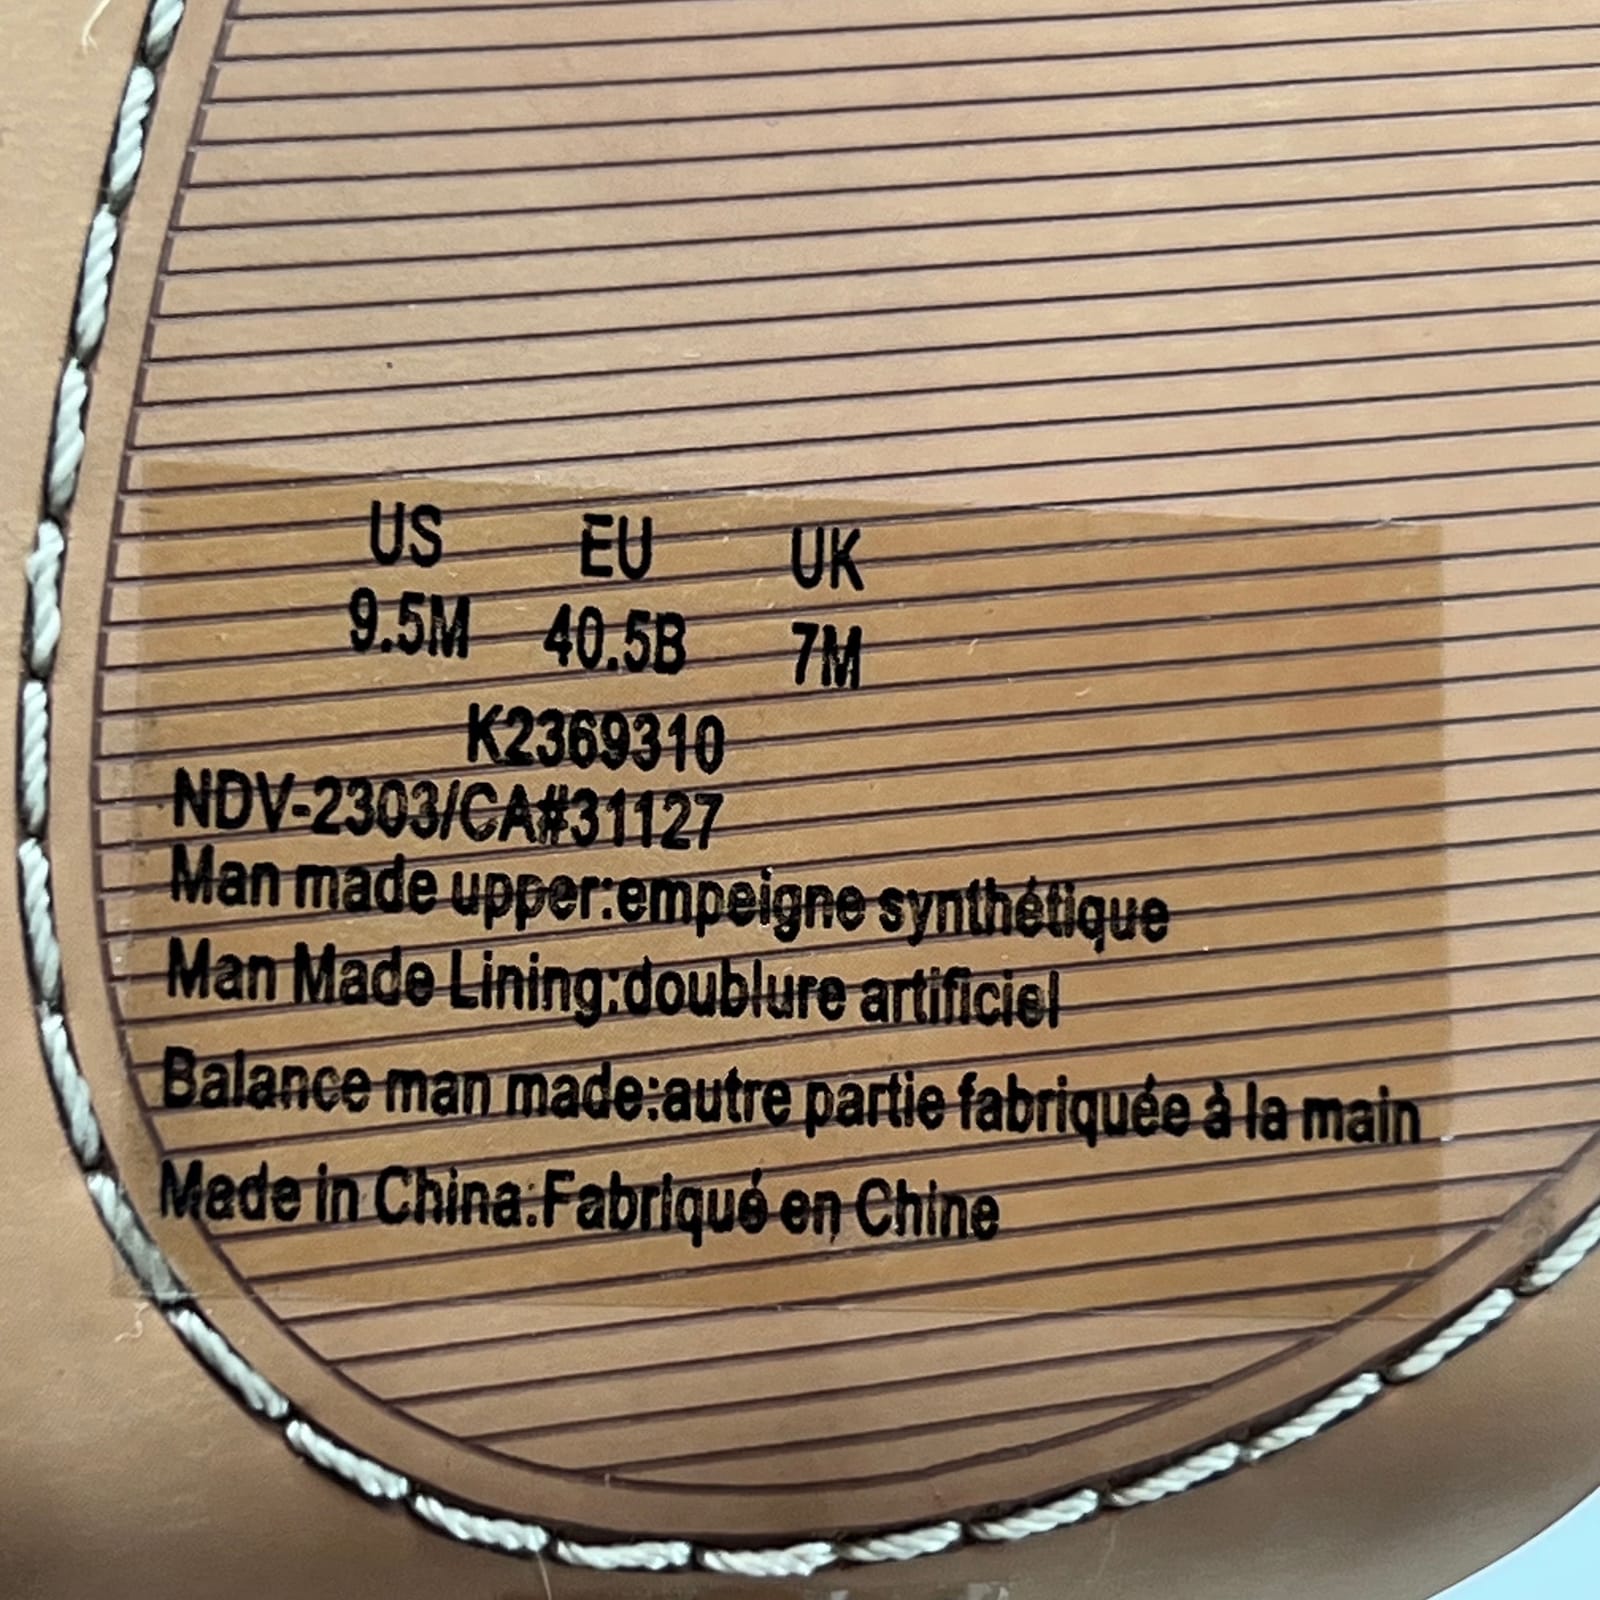 US EU UK
9.5M 40.5B 7M
K2369310
NDV-2303/CA#31127
Man made upper:empeigne synthétique
Man Made Lining:doublure artificiel
Balance man made:autre partie fabriquée à la main
Made in China:Fabriqué en Chine